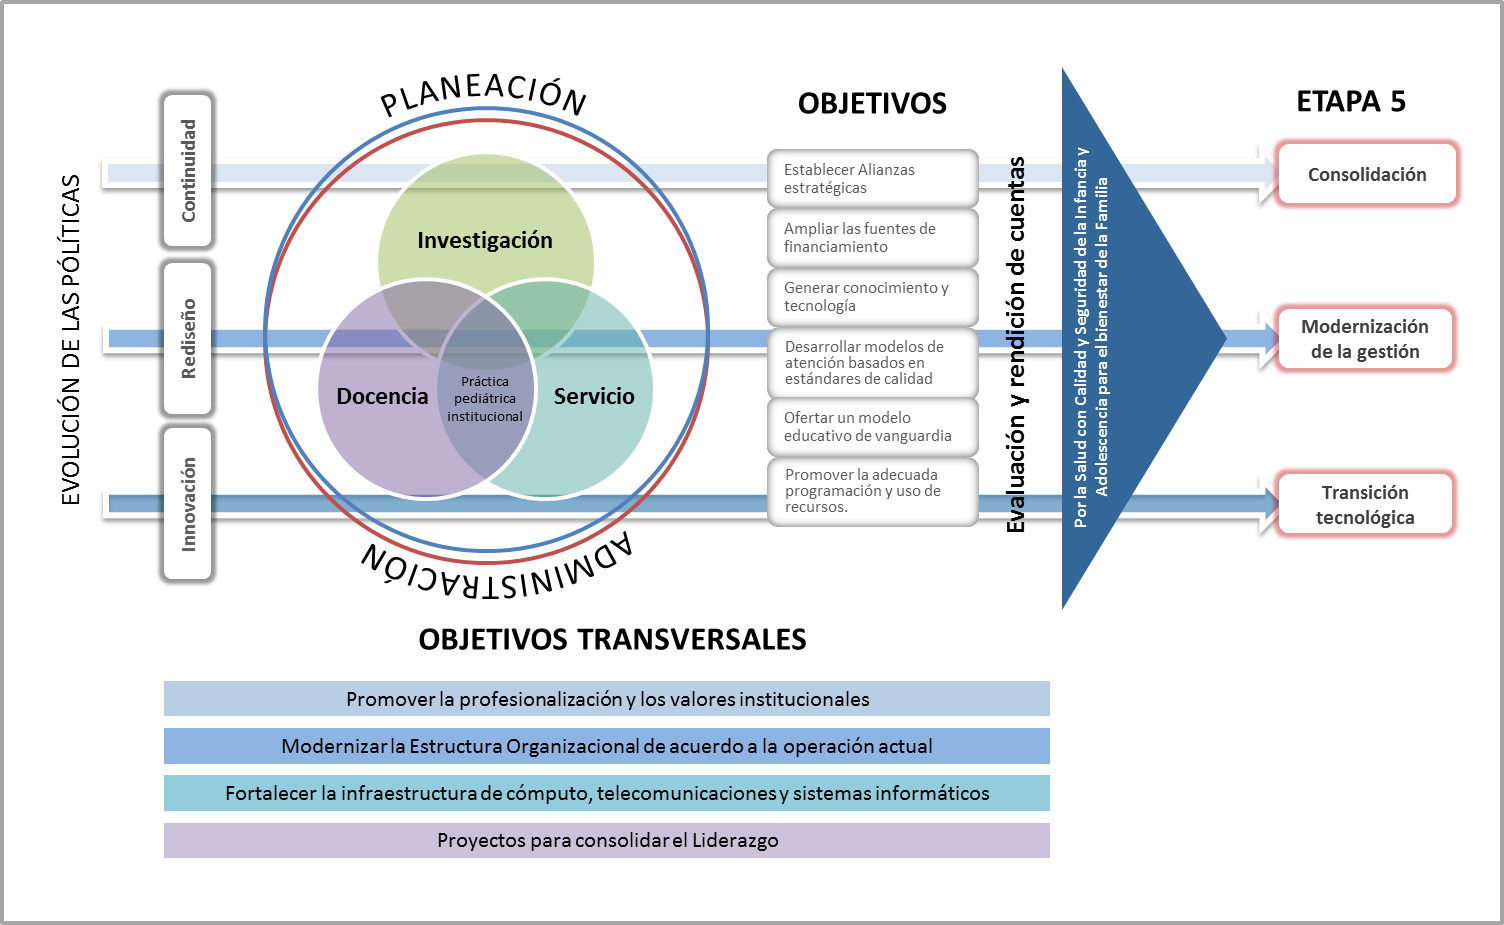 EVOLUCIÓN DE LAS PÓLÍTICAS
Continuidad
Rediseño
Innovación
PLANEACIÓN
Investigación
Docencia
Servicio
Práctica
pediátrica
institucional
ADMINISTRACIÓN
OBJETIVOS
Establecer Alianzas
estratégicas
Ampliar las fuentes de
financiamiento
Generar conocimiento y
tecnología
Desarrollar modelos de
atención basados en
estándares de calidad
Ofertar un modelo
educativo de vanguardia
Promover la adecuada
programación y uso de
recursos.
Evaluación y rendición de cuentas
Por la Salud con Calidad y Seguridad de la Infancia y
Adolescencia para el bienestar de la Familia
ETAPA 5
Consolidación
Modernización
de la gestión
Transición
tecnológica
OBJETIVOS TRANSVERSALES
Promover la profesionalización y los valores institucionales
Modernizar la Estructura Organizacional de acuerdo a la operación actual
Fortalecer la infraestructura de cómputo, telecomunicaciones y sistemas informáticos
Proyectos para consolidar el Liderazgo